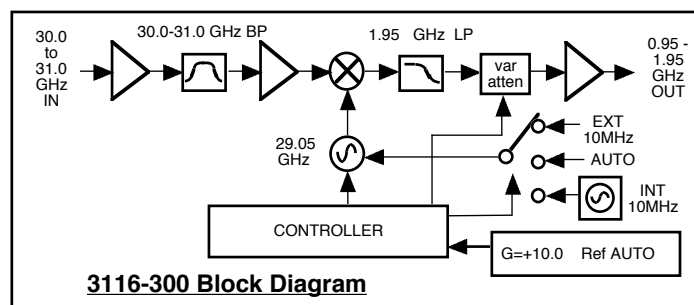 30.0
to
31.0
GHz
IN
30.0-31.0 GHz BP
1.95 GHz LP
var
atten
0.95 -
1.95
GHz
OUT
29.05
GHz
EXT
10MHz
AUTO
INT
10MHz
CONTROLLER
G=+10.0 Ref AUTO
3116-300 Block Diagram